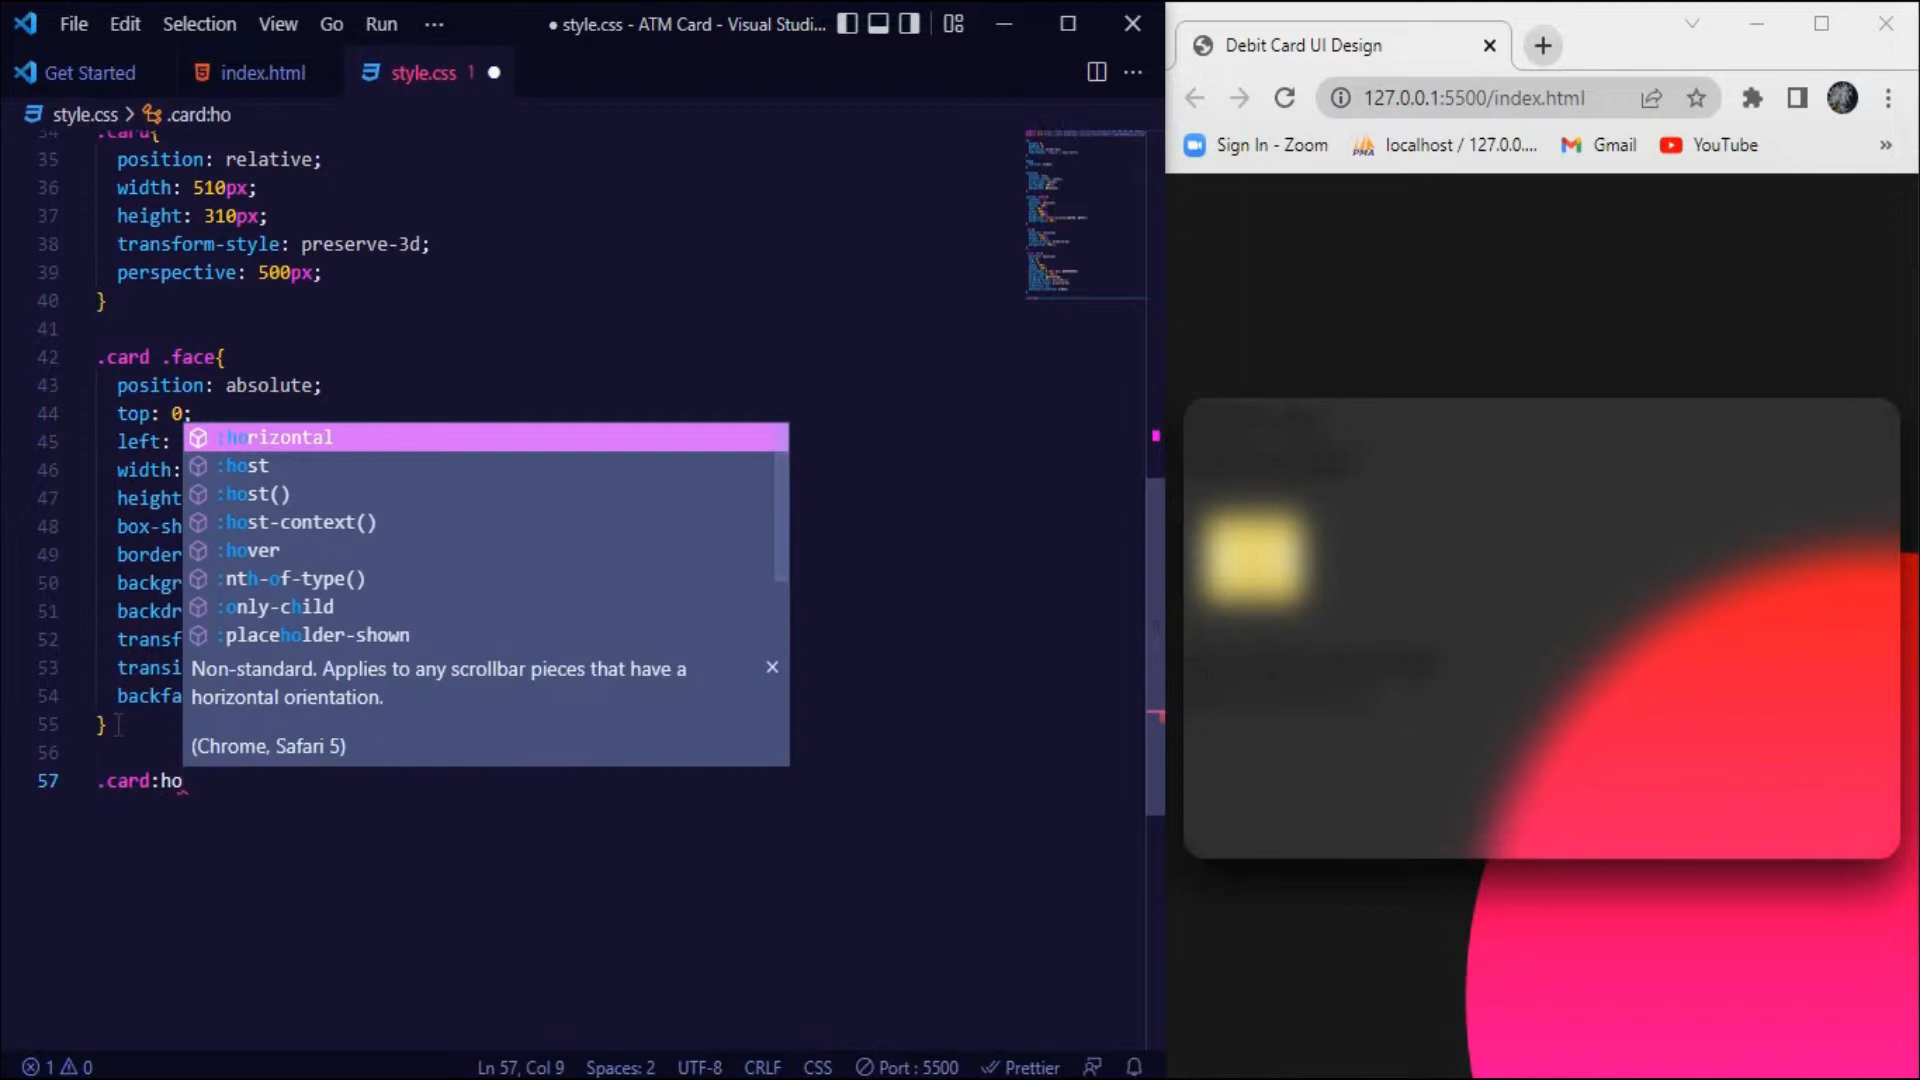 File Edit Selection View Go Run ···
● style.css - ATM Card - Visual Studi...
Get Started
index.html
style.css 1
style.css > .card:ho
34 .card{
35 position: relative;
36 width: 510px;
37 height: 310px;
38 transform-style: preserve-3d;
39 perspective: 500px;
40 }
41
42 .card .face{
43 position: absolute;
44 top: 0;
45 left:
46 width:
47 height
48 box-sh
49 border
50 backgr
51 backdr
52 transf
53 transi
54 backfa
55 }
56
57 .card:ho
:horizontal
:host
:host()
:host-context()
:hover
:nth-of-type()
:only-child
:placeholder-shown
Non-standard. Applies to any scrollbar pieces that have a
horizontal orientation.
(Chrome, Safari 5)
1 0 Ln 57, Col 9 Spaces: 2 UTF-8 CRLF CSS Port : 5500 Prettier
Debit Card UI Design
127.0.0.1:5500/index.html
Sign In - Zoom
PMA localhost / 127.0.0....
Gmail
YouTube
»